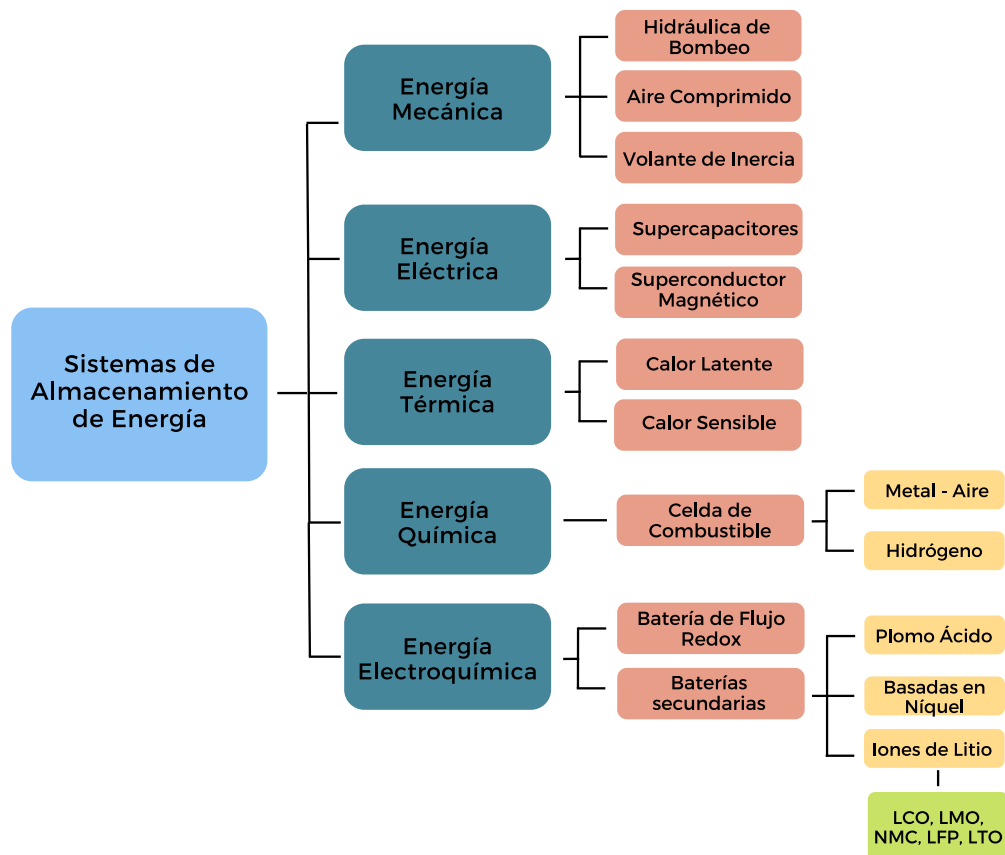 Sistemas de
Almacenamiento
de Energía
Energía
Mecánica
Hidráulica de
Bombeo
Aire Comprimido
Volante de Inercia
Energía
Eléctrica
Supercapacitores
Superconductor
Magnético
Energía
Térmica
Calor Latente
Calor Sensible
Energía
Química
Celda de
Combustible
Metal - Aire
Hidrógeno
Energía
Electroquímica
Batería de Flujo
Redox
Baterías
secundarias
Plomo Ácido
Basadas en
Níquel
Iones de Litio
LCO, LMO,
NMC, LFP, LTO